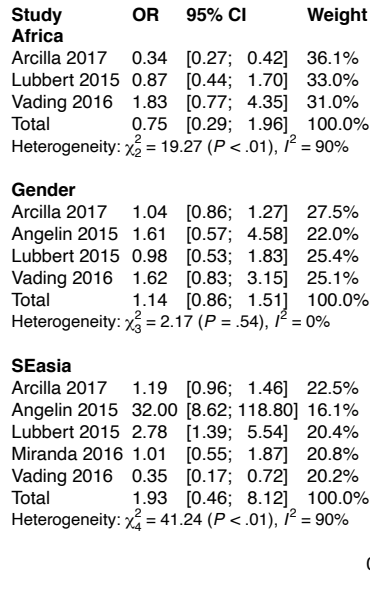 Study OR 95% CI Weight
Africa
Arcilla 2017 0.34 [0.27; 0.42] 36.1%
Lubbert 2015 0.87 [0.44; 1.70] 33.0%
Vading 2016 1.83 [0.77; 4.35] 31.0%
Total 0.75 [0.29; 1.96] 100.0%
Heterogeneity: χ²₂ = 19.27 (P < .01), I² = 90%
Gender
Arcilla 2017 1.04 [0.86; 1.27] 27.5%
Angelin 2015 1.61 [0.57; 4.58] 22.0%
Lubbert 2015 0.98 [0.53; 1.83] 25.4%
Vading 2016 1.62 [0.83; 3.15] 25.1%
Total 1.14 [0.86; 1.51] 100.0%
Heterogeneity: χ²₃ = 2.17 (P = .54), I² = 0%
SEasia
Arcilla 2017 1.19 [0.96; 1.46] 22.5%
Angelin 2015 32.00 [8.62; 118.80] 16.1%
Lubbert 2015 2.78 [1.39; 5.54] 20.4%
Miranda 2016 1.01 [0.55; 1.87] 20.8%
Vading 2016 0.35 [0.17; 0.72] 20.2%
Total 1.93 [0.46; 8.12] 100.0%
Heterogeneity: χ²₄ = 41.24 (P < .01), I² = 90%